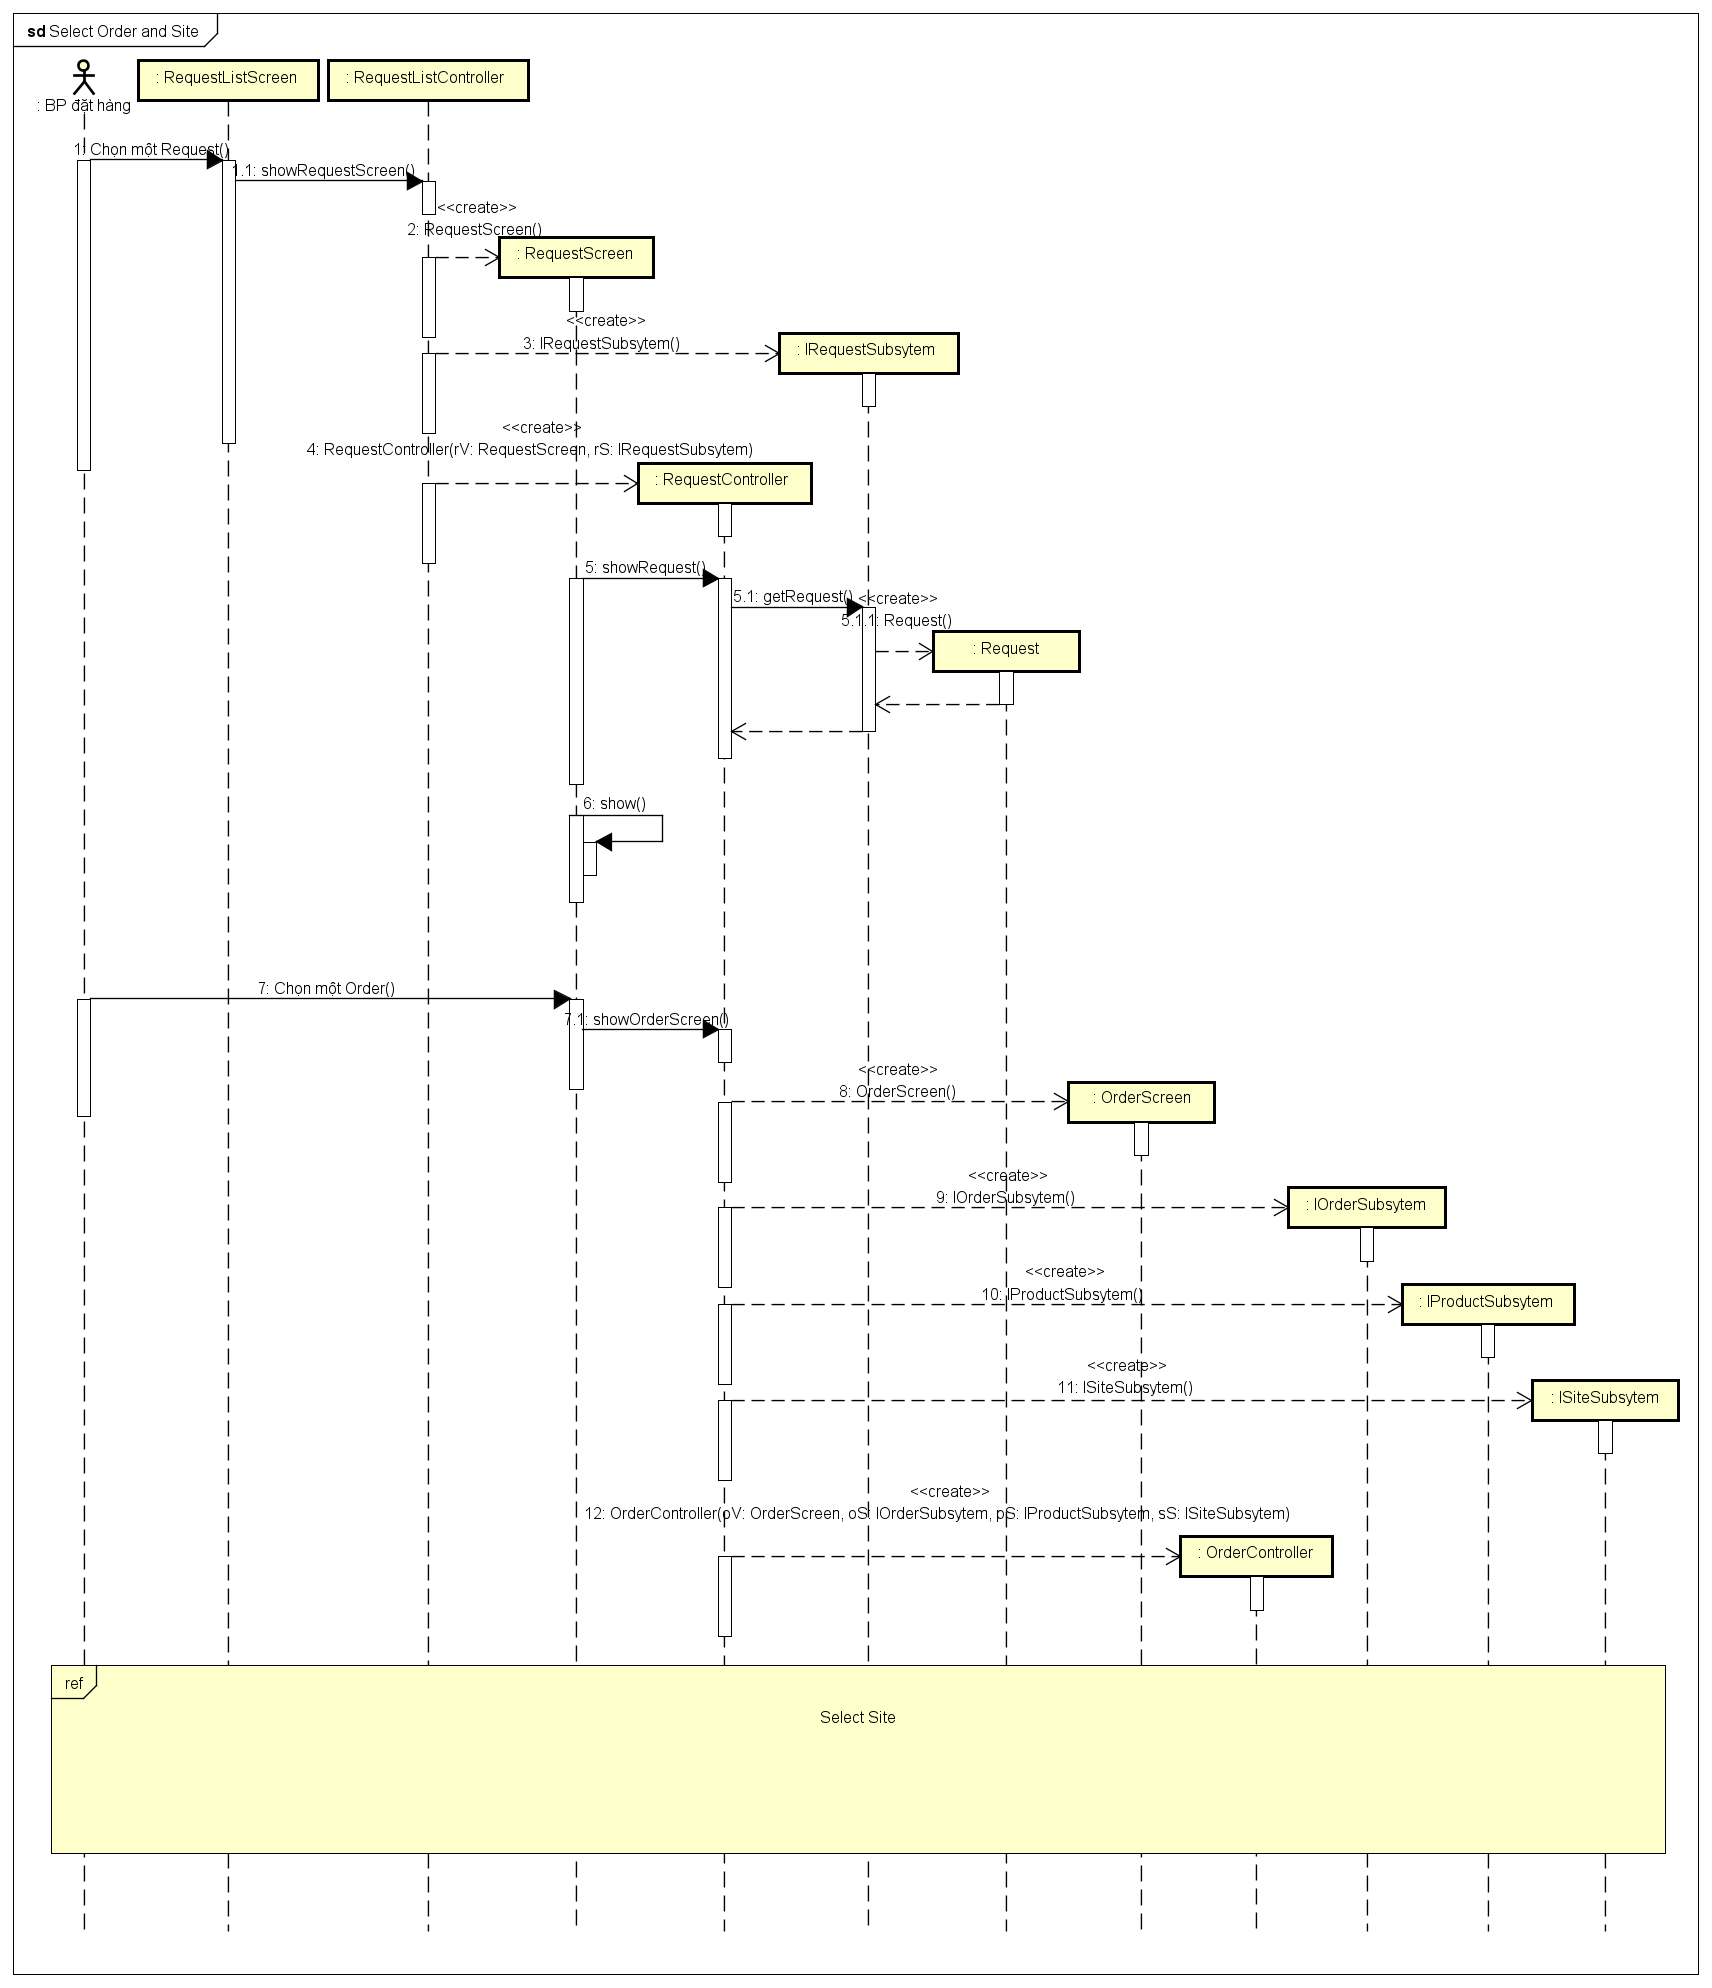 sd Select Order and Site
: BP đặt hàng
: RequestListScreen
: RequestListController
1: Chọn một Request()
1.1: showRequestScreen()
<<create>>
2: RequestScreen()
: RequestScreen
<<create>>
3: IRequestSubsytem()
: IRequestSubsytem
<<create>>
4: RequestController(rV: RequestScreen, rS: IRequestSubsytem)
: RequestController
5: showRequest()
5.1: getRequest()
<<create>>
5.1.1: Request()
: Request
6: show()
7: Chọn một Order()
7.1: showOrderScreen()
<<create>>
8: OrderScreen()
: OrderScreen
<<create>>
9: IOrderSubsytem()
: IOrderSubsytem
<<create>>
10: IProductSubsytem()
: IProductSubsytem
<<create>>
11: ISiteSubsytem()
: ISiteSubsytem
<<create>>
12: OrderController(oV: OrderScreen, oS: IOrderSubsytem, pS: IProductSubsytem, sS: ISiteSubsytem)
: OrderController
ref
Select Site